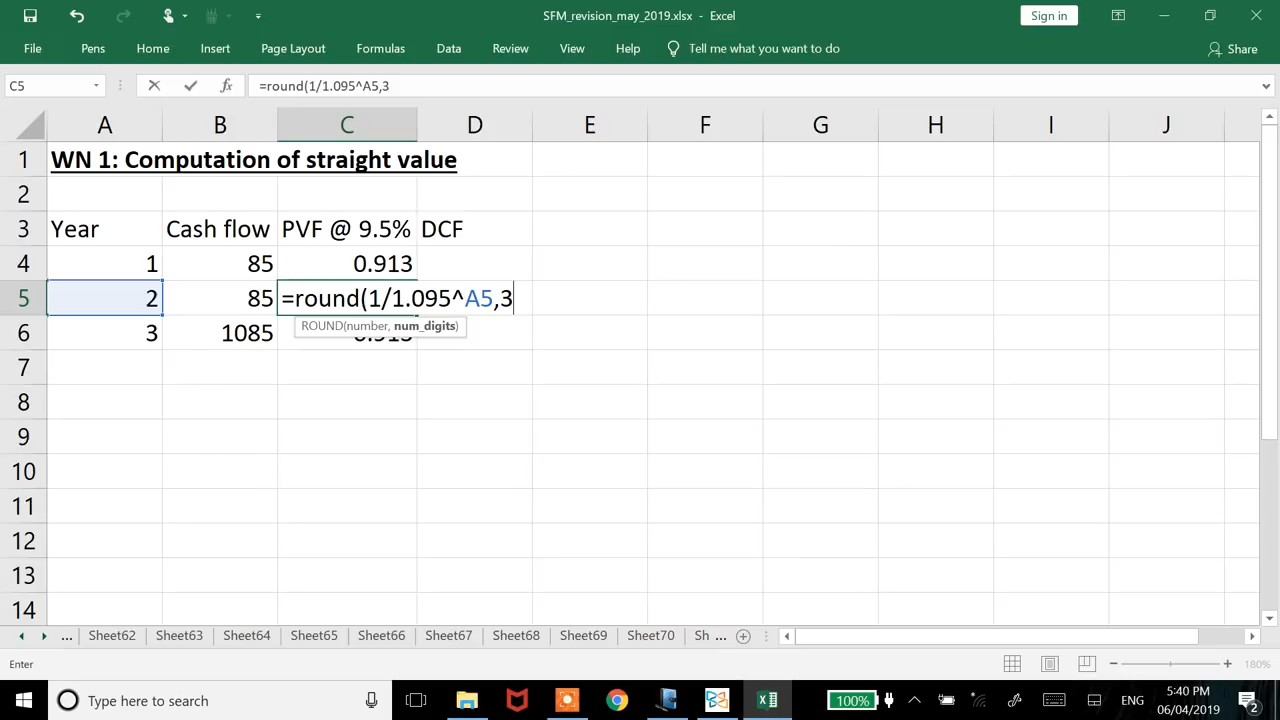 SFM_revision_may_2019.xlsx - Excel
Sign in
File Pens Home Insert Page Layout Formulas Data Review View Help Tell me what you want to do Share
C5 fx =round(1/1.095^A5,3
A B C D E F G H I J
1 WN 1: Computation of straight value
2
3 Year Cash flow PVF @ 9.5% DCF
4 1 85 0.913
5 2 85 =round(1/1.095^A5,3
ROUND(number, num_digits)
6 3 1085
7
8
9
10
11
12
13
14
... Sheet62 Sheet63 Sheet64 Sheet65 Sheet66 Sheet67 Sheet68 Sheet69 Sheet70 Sh ...
Enter 180%
Type here to search 100% ENG 5:40 PM
06/04/2019 2